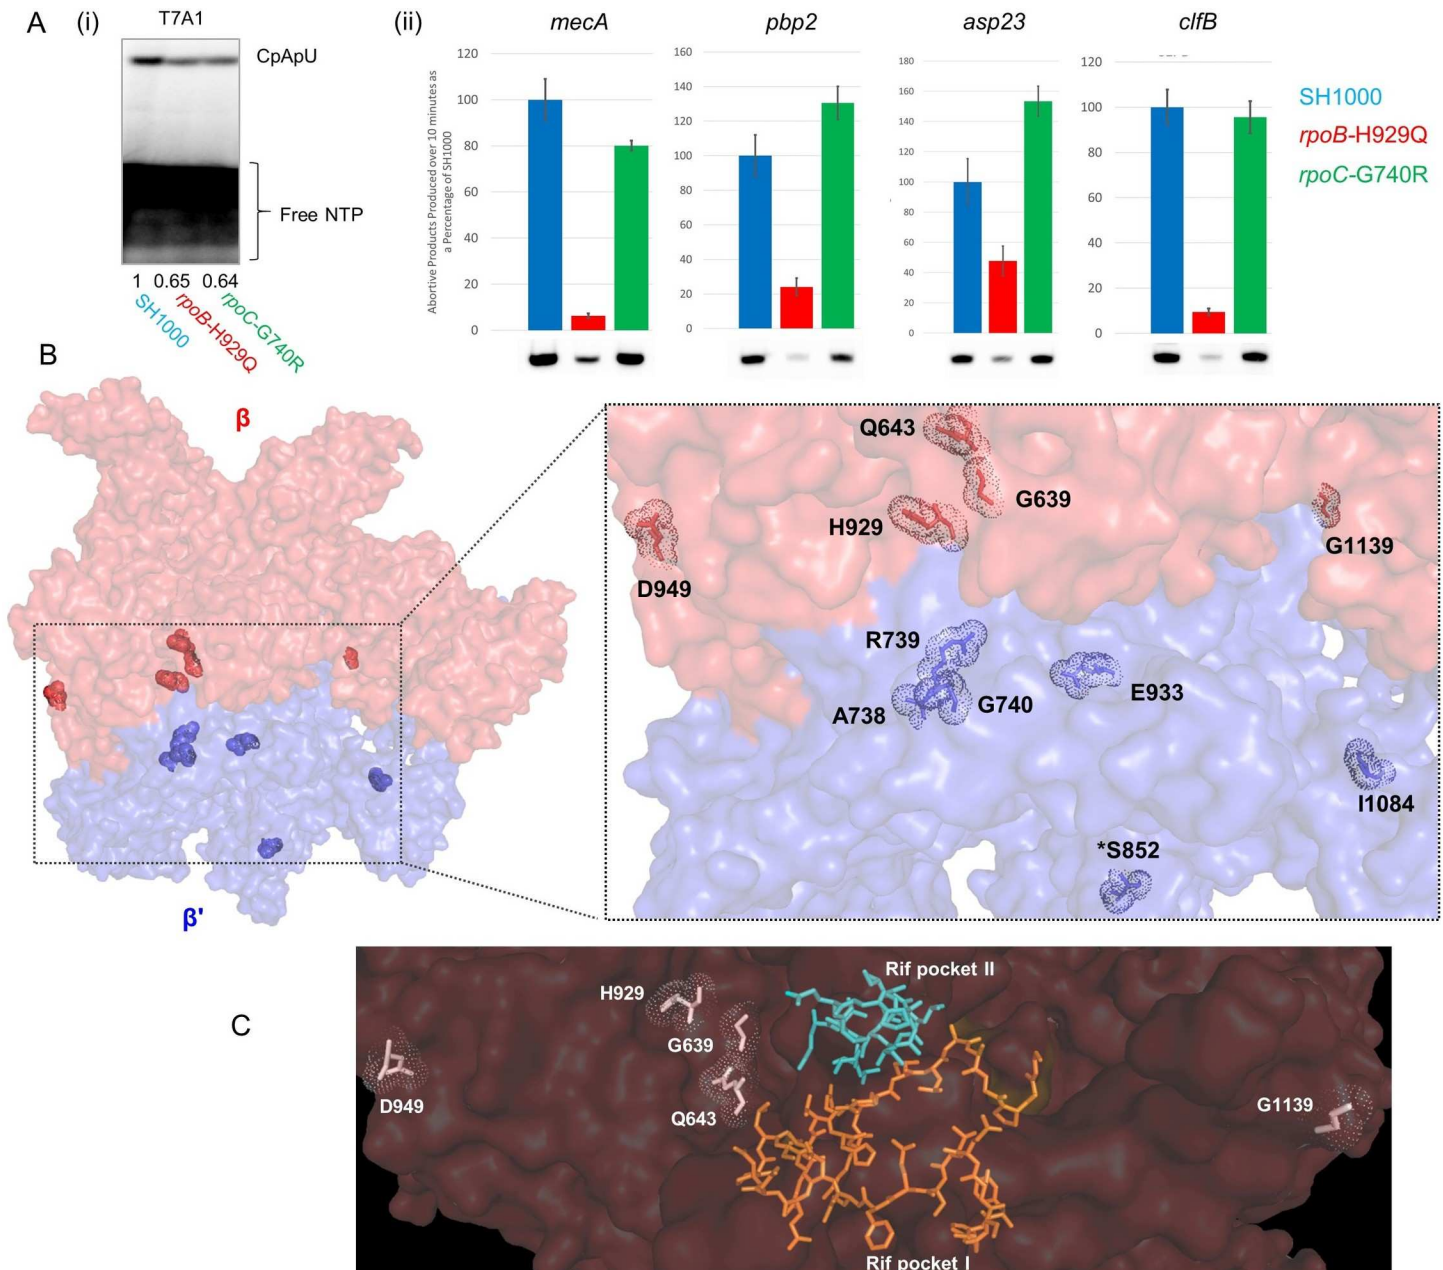 A
(i)
T7A1
CpApU
Free NTP
1 0.65 0.64
SH1000
rpoB-H929Q
rpoC-G740R
(ii)
mecA
pbp2
asp23
clfB
Abortive Products Produced over 10 minutes as
a Percentage of SH1000
120
100
80
60
40
20
0
160
140
120
100
80
60
40
20
0
180
160
140
120
100
80
60
40
20
0
120
100
80
60
40
20
0
SH1000
rpoB-H929Q
rpoC-G740R
B
β
β'
Q643
G639
H929
D949
G1139
R739
A738
G740
E933
I1084
*S852
C
Rif pocket II
H929
G639
D949
Q643
G1139
Rif pocket I